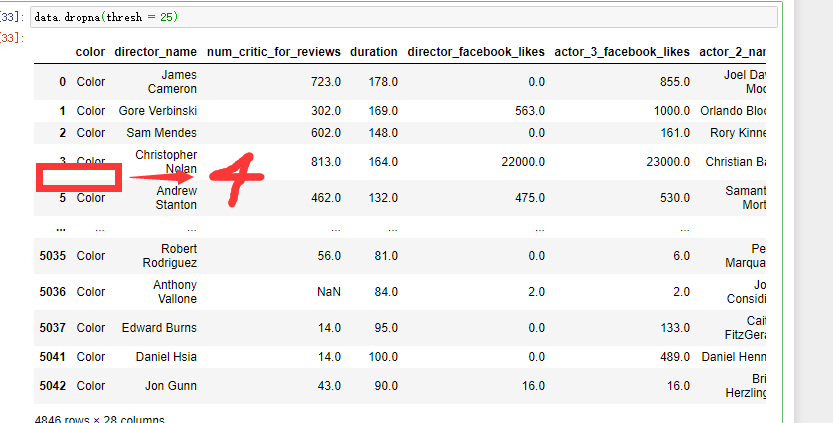 [33]: data.dropna(thresh = 25)
[33]:
color director_name num_critic_for_reviews duration director_facebook_likes actor_3_facebook_likes actor_2_nam
0 Color James Cameron 723.0 178.0 0.0 855.0 Joel Dav Moo
1 Color Gore Verbinski 302.0 169.0 563.0 1000.0 Orlando Bloo
2 Color Sam Mendes 602.0 148.0 0.0 161.0 Rory Kinne
3 Color Christopher Nolan 813.0 164.0 22000.0 23000.0 Christian Ba
4
5 Color Andrew Stanton 462.0 132.0 475.0 530.0 Samant Mort
... ... ... ... ... ... ...
5035 Color Robert Rodriguez 56.0 81.0 0.0 6.0 Pe Marqua
5036 Color Anthony Vallone NaN 84.0 2.0 2.0 Jo Considi
5037 Color Edward Burns 14.0 95.0 0.0 133.0 Cait FitzGera
5041 Color Daniel Hsia 14.0 100.0 0.0 489.0 Daniel Henn
5042 Color Jon Gunn 43.0 90.0 16.0 16.0 Bri Herzling
4846 rows × 28 columns